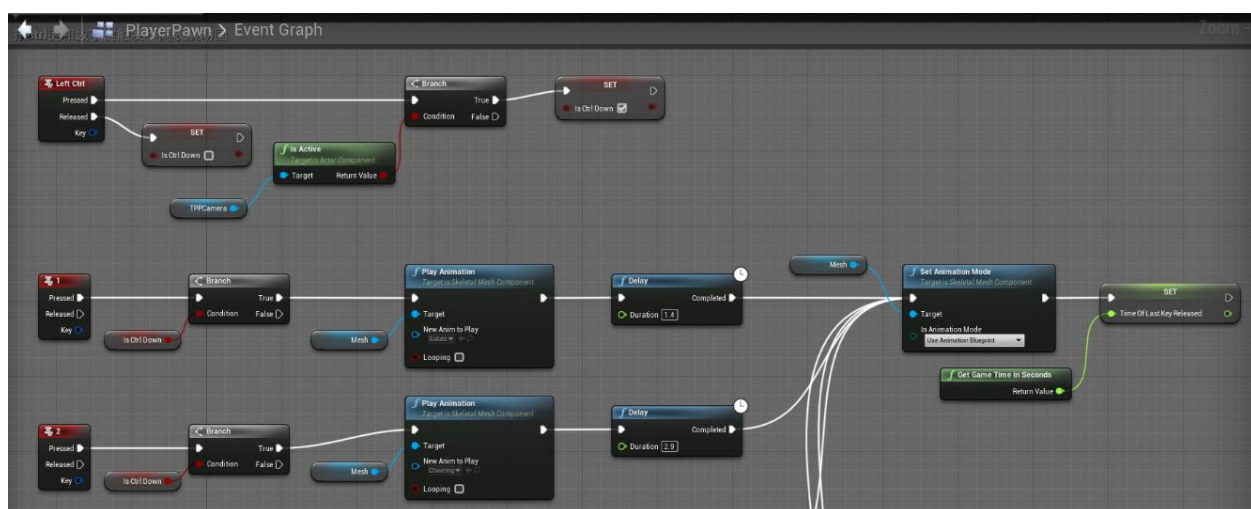 PlayerPawn > Event Graph
Zoom
Left Ctrl
Pressed
Released
Key
SET
Is Ctrl Down
Is Active
Target is Actor Component
Target
Return Value
TPPCamera
Branch
True
Condition
False
SET
Is Ctrl Down
1
Pressed
Released
Key
Is Ctrl Down
Branch
True
Condition
False
Mesh
Play Animation
Target is Skeletal Mesh Component
Target
New Anim to Play
Salute
Looping
Delay
Completed
Duration 1.4
Mesh
Set Animation Mode
Target is Skeletal Mesh Component
Target
In Animation Mode
Use Animation Blueprint
SET
Time Of Last Key Released
Get Game Time in Seconds
Return Value
2
Pressed
Released
Key
Is Ctrl Down
Branch
True
Condition
False
Mesh
Play Animation
Target is Skeletal Mesh Component
Target
New Anim to Play
Cheering
Looping
Delay
Completed
Duration 2.9